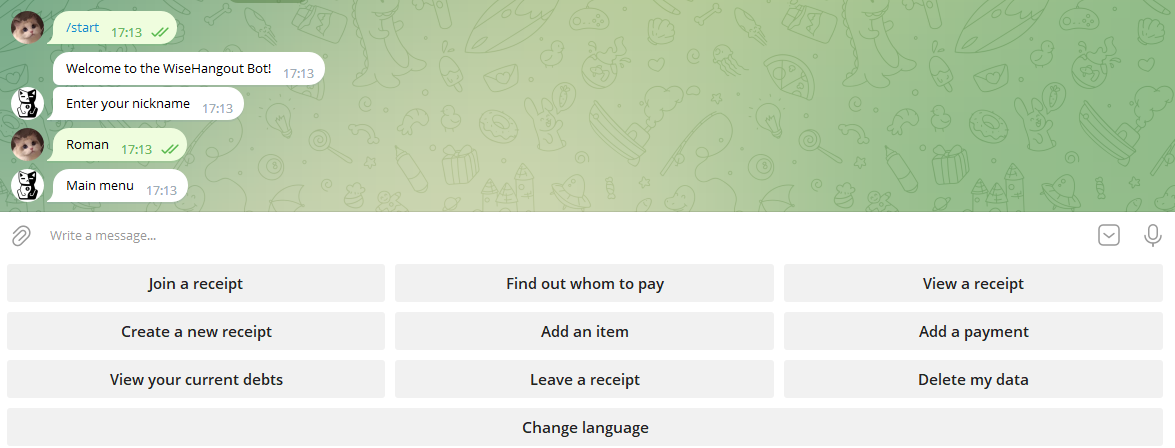 /start 17:13
Welcome to the WiseHangout Bot! 17:13
Enter your nickname 17:13
Roman 17:13
Main menu 17:13
Write a message...
Join a receipt Find out whom to pay View a receipt
Create a new receipt Add an item Add a payment
View your current debts Leave a receipt Delete my data
Change language